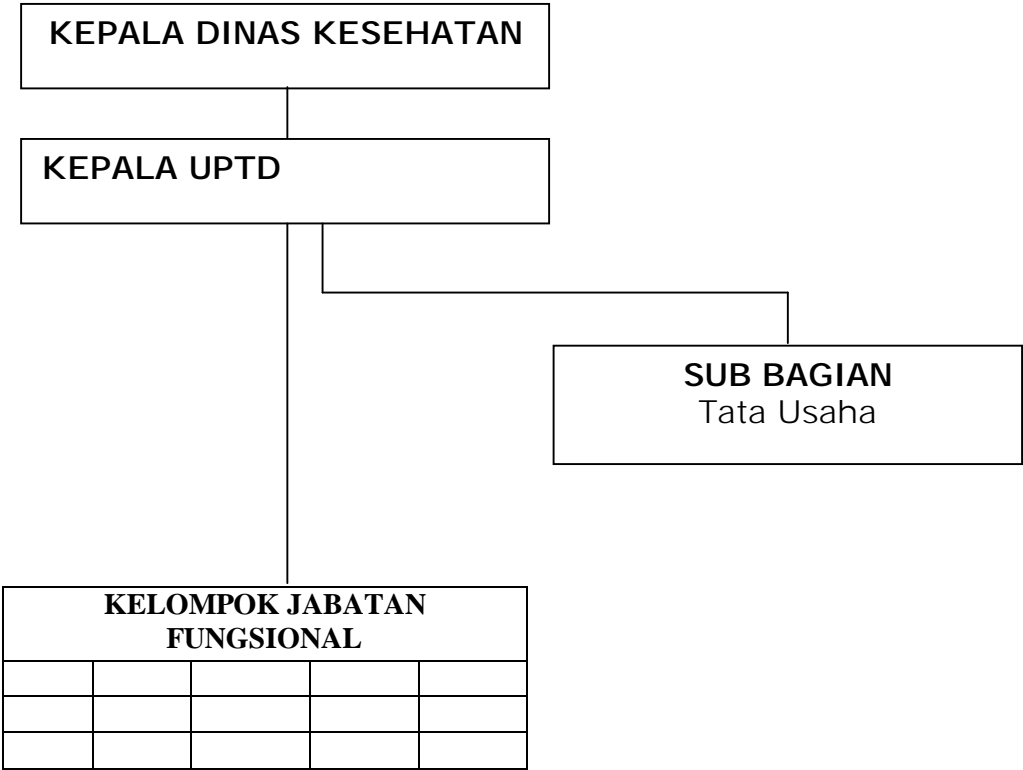 KEPALA DINAS KESEHATAN
KEPALA UPTD
SUB BAGIAN
Tata Usaha
KELOMPOK JABATAN
FUNGSIONAL